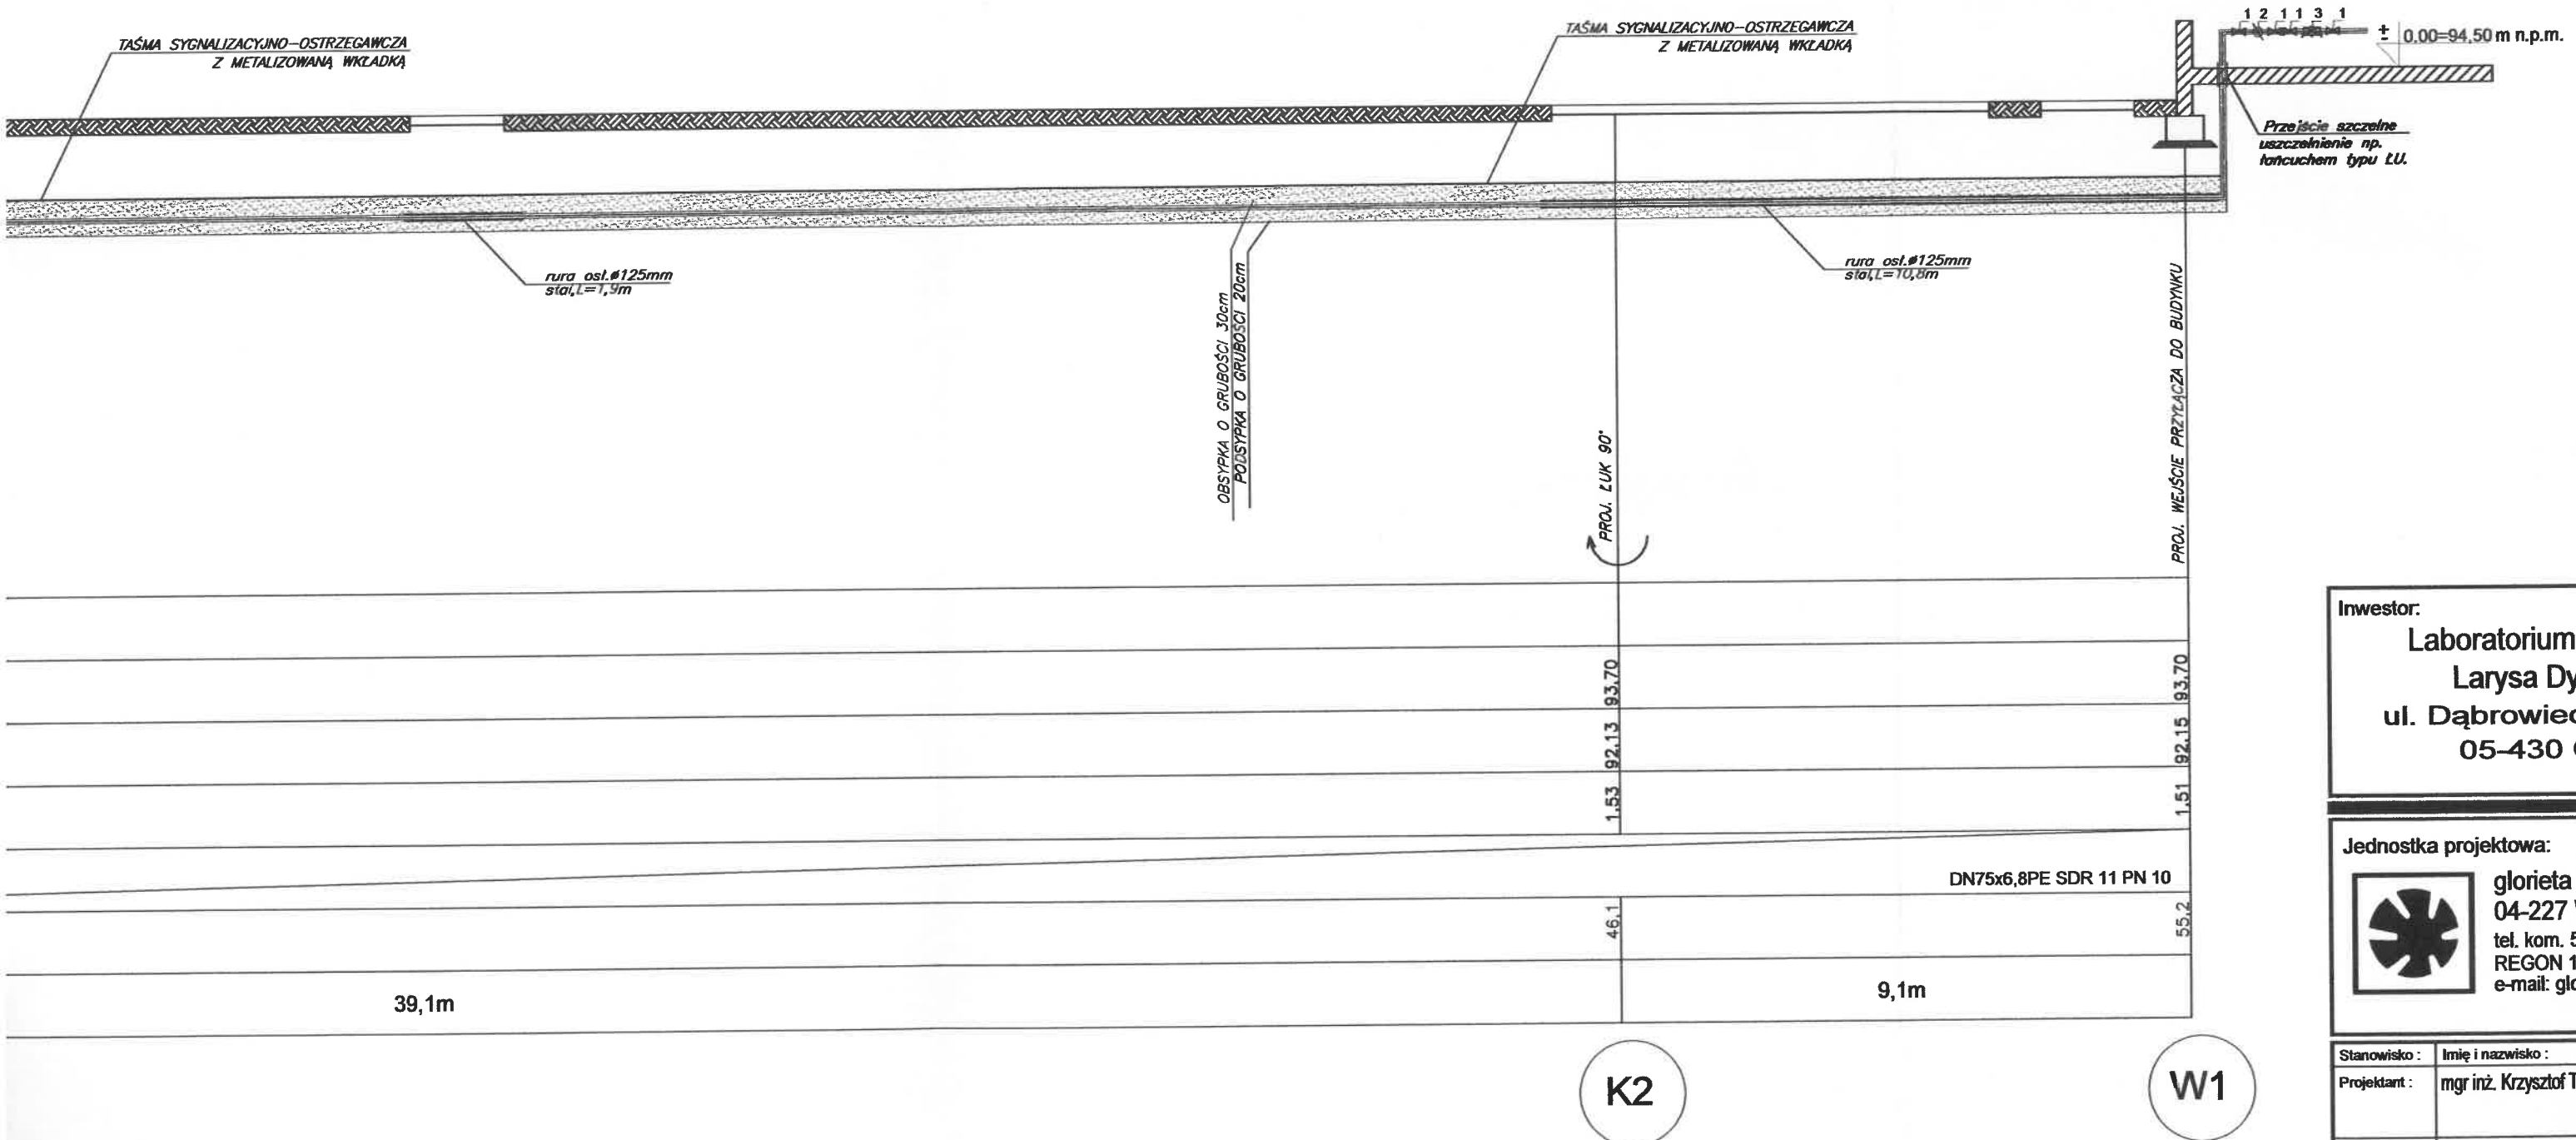 TAŚMA SYGNALIZACYJNO-OSTRZEGAWCZA
Z METALIZOWANĄ WKŁADKĄ
TAŚMA SYGNALIZACYJNO-OSTRZEGAWCZA
Z METALIZOWANĄ WKŁADKĄ
1 2 1 1 3 1
± 0.00=94,50 m n.p.m.
Przejście szczelne
uszczelnienie np.
łańcuchem typu ŁU.
rura osł.ø125mm
stal,L=1,9m
rura osł.ø125mm
stal,L=10,8m
OBSYPKA O GRUBOŚCI 30cm
PODSYPKA O GRUBOŚCI 20cm
PROJ. ŁUK 90°
PROJ. WEJŚCIE PRZYŁĄCZA DO BUDYNKU
93,70
93,70
92,13
92,15
1,53
1,51
DN75x6,8PE SDR 11 PN 10
46,1
55,2
39,1m
9,1m
K2
W1
Inwestor:
Laboratorium
Larysa Dy
ul. Dąbrowiec
05-430
Jednostka projektowa:
glorieta
04-227
tel. kom. 5
REGON 1
e-mail: glo
Stanowisko : Imię i nazwisko :
Projektant : mgr inż. Krzysztof T